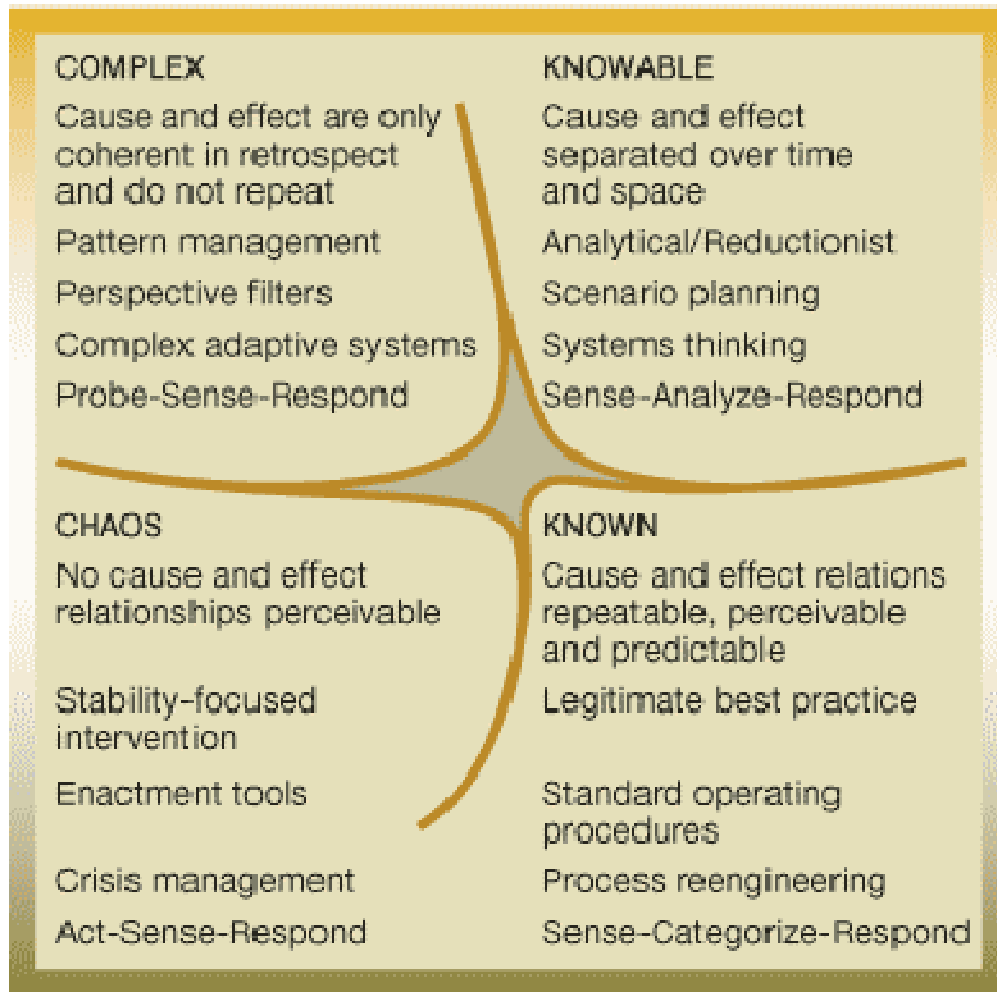 COMPLEX
Cause and effect are only
coherent in retrospect
and do not repeat
Pattern management
Perspective filters
Complex adaptive systems
Probe-Sense-Respond
KNOWABLE
Cause and effect
separated over time
and space
Analytical/Reductionist
Scenario planning
Systems thinking
Sense-Analyze-Respond
CHAOS
No cause and effect
relationships perceivable
Stability-focused
intervention
Enactment tools
Crisis management
Act-Sense-Respond
KNOWN
Cause and effect relations
repeatable, perceivable
and predictable
Legitimate best practice
Standard operating
procedures
Process reengineering
Sense-Categorize-Respond